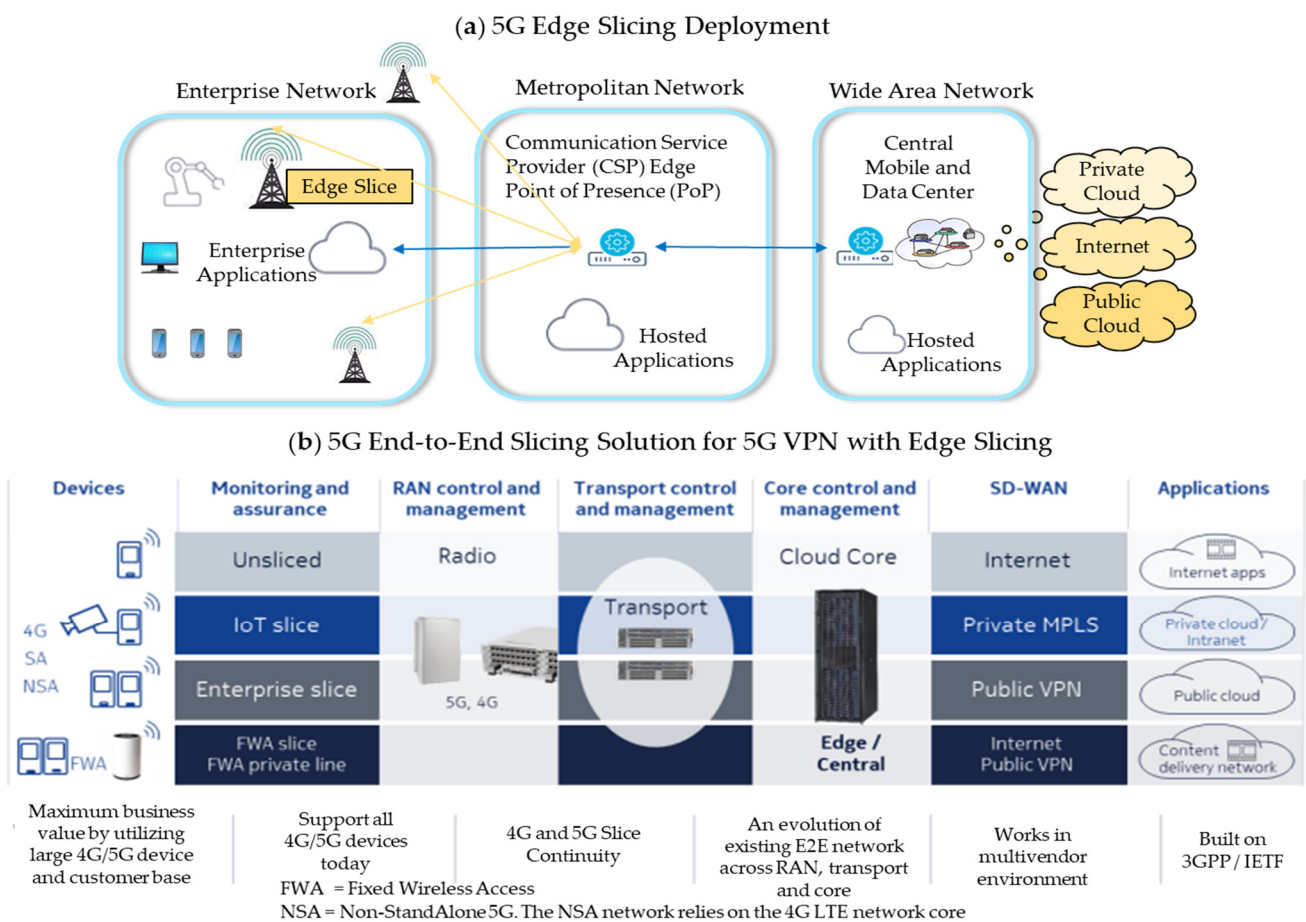 (a) 5G Edge Slicing Deployment
Enterprise Network
Metropolitan Network
Wide Area Network
Edge Slice
Enterprise
Applications
Communication Service
Provider (CSP) Edge
Point of Presence (PoP)
Hosted
Applications
Central
Mobile and
Data Center
Hosted
Applications
Private
Cloud
Internet
Public
Cloud
(b) 5G End-to-End Slicing Solution for 5G VPN with Edge Slicing
Devices
Monitoring and
assurance
RAN control and
management
Transport control
and management
Core control and
management
SD-WAN
Applications
4G
SA
NSA
FWA
Unsliced
IoT slice
Enterprise slice
FWA slice
FWA private line
Radio
5G, 4G
Transport
Cloud Core
Edge /
Central
Internet
Private MPLS
Public VPN
Internet
Public VPN
Internet apps
Private cloud /
Intranet
Public cloud
Content
delivery network
Maximum business
value by utilizing
large 4G/5G device
and customer base
Support all
4G/5G devices
today
4G and 5G Slice
Continuity
An evolution of
existing E2E network
across RAN, transport
and core
Works in
multivendor
environment
Built on
3GPP / IETF
FWA = Fixed Wireless Access
NSA = Non-StandAlone 5G. The NSA network relies on the 4G LTE network core